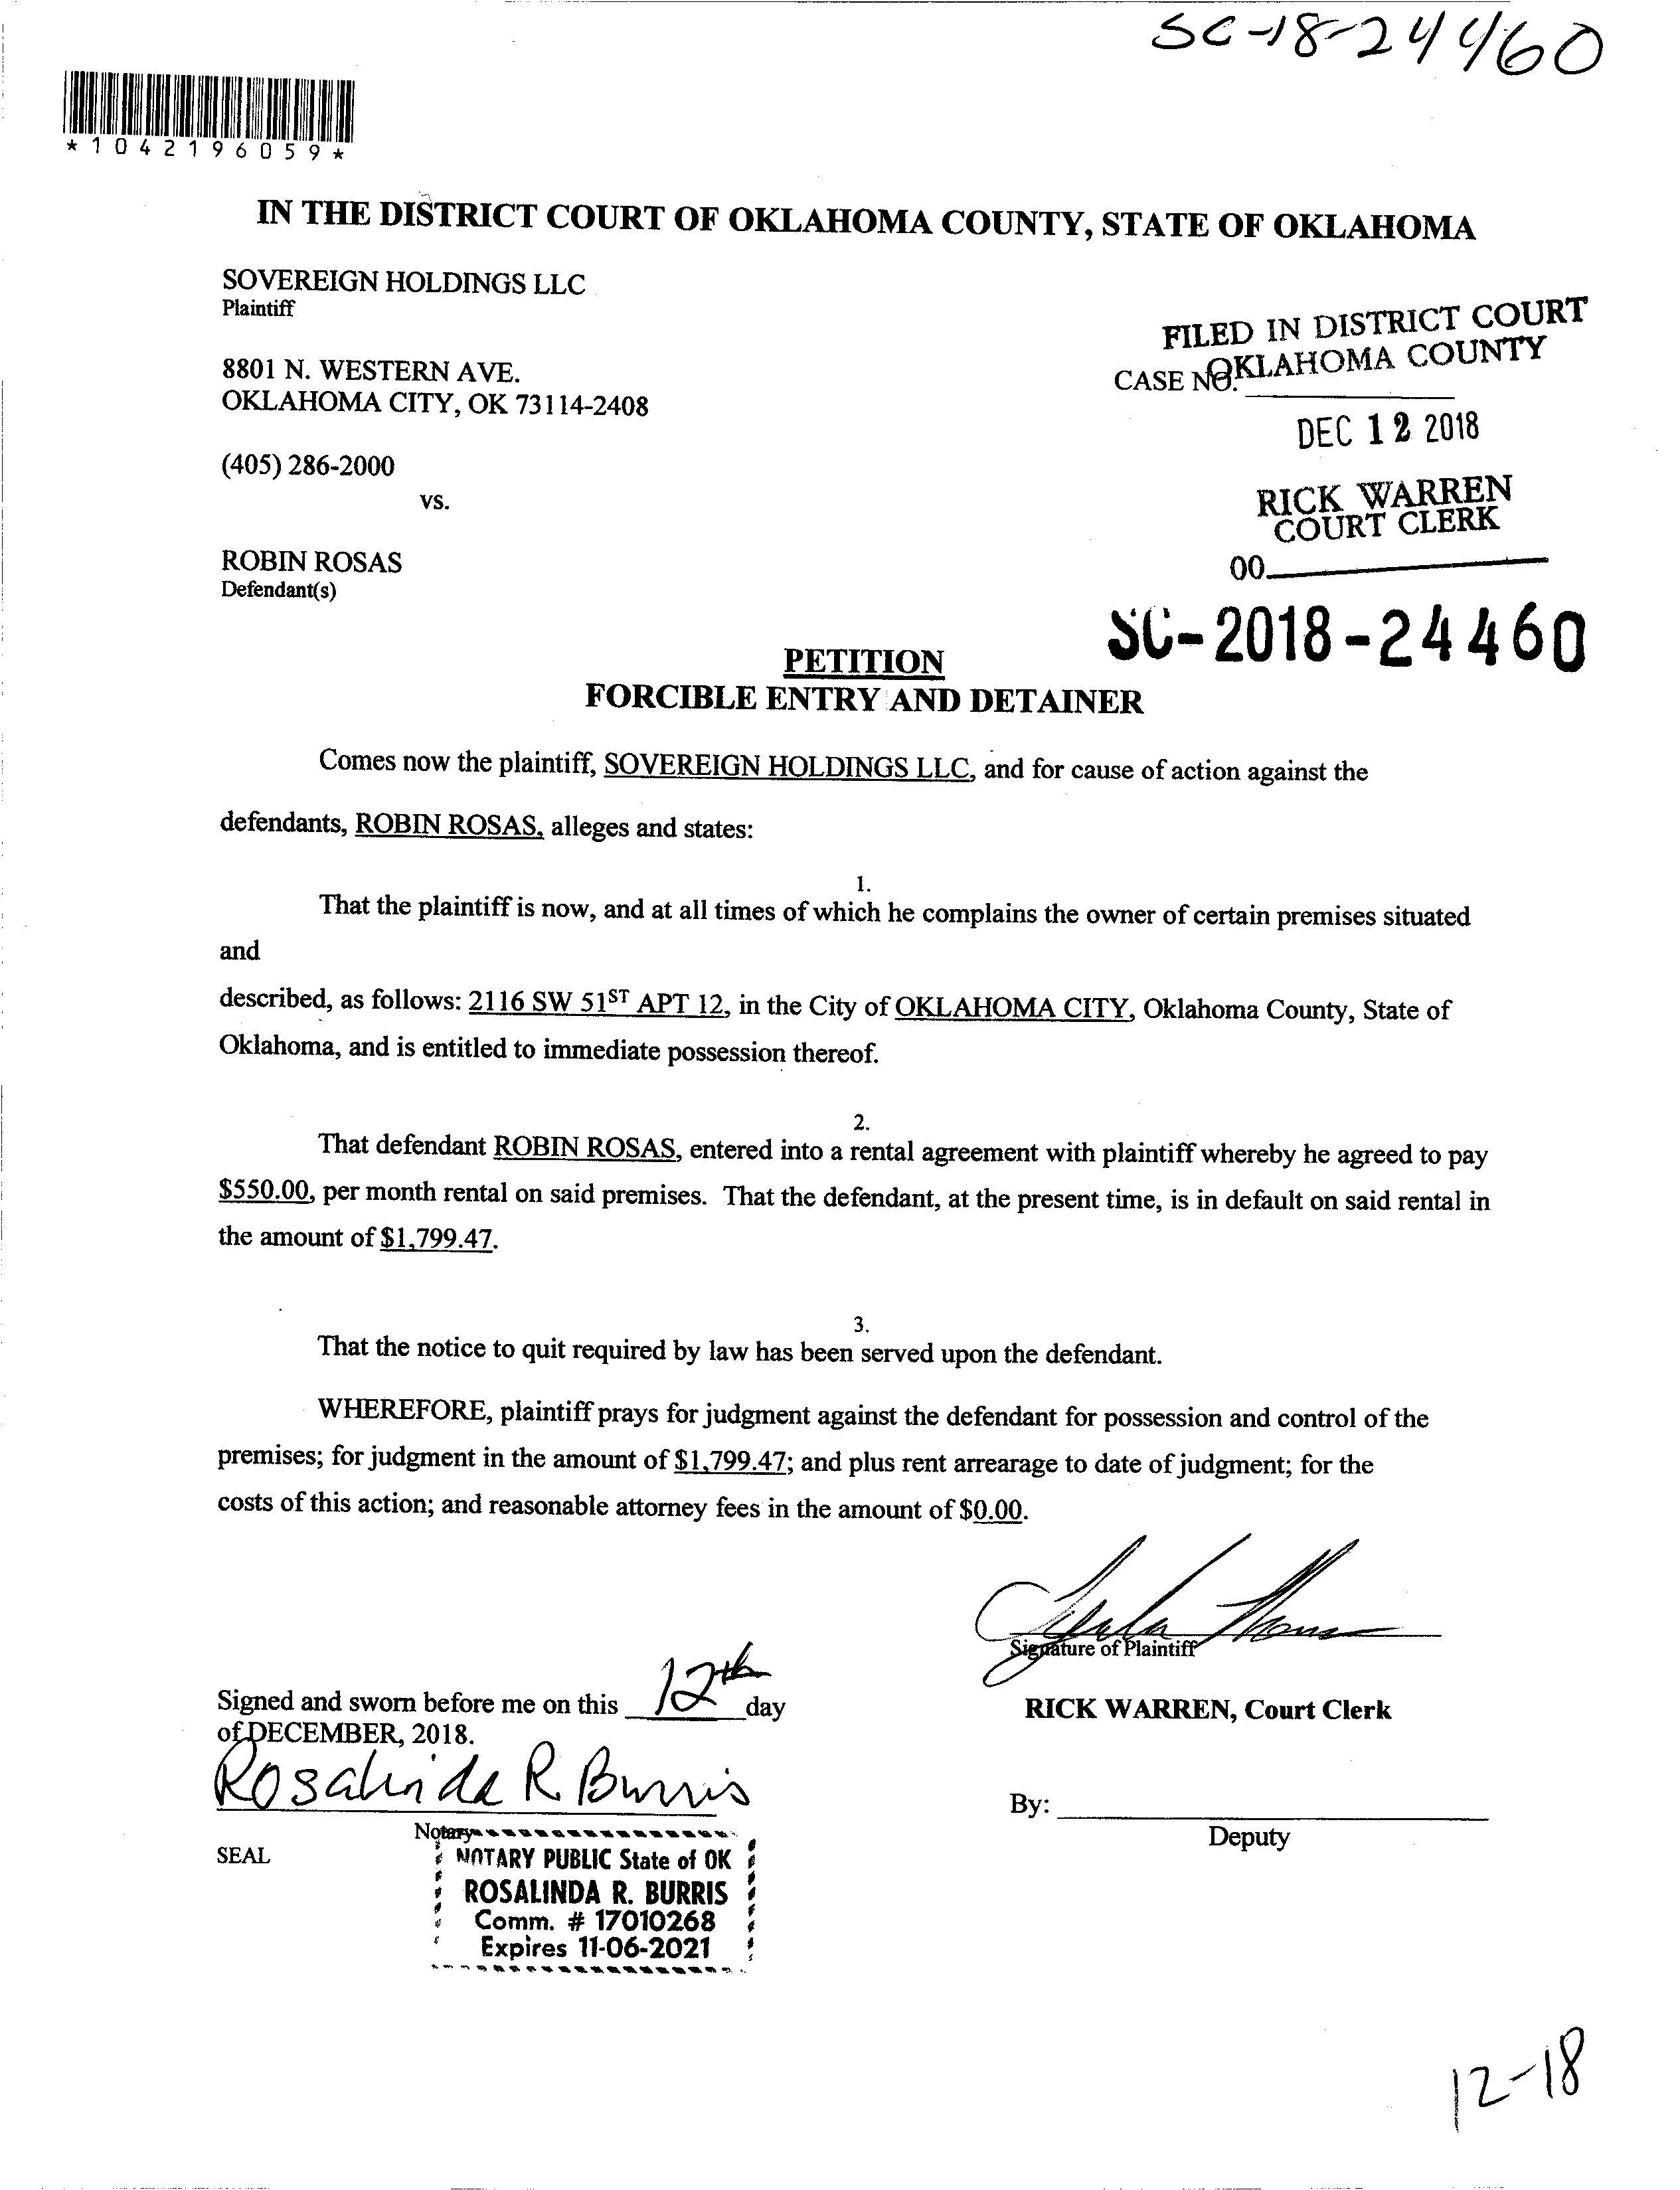 SC-18-24460
*1042196059*
IN THE DISTRICT COURT OF OKLAHOMA COUNTY, STATE OF OKLAHOMA
SOVEREIGN HOLDINGS LLC
Plaintiff
FILED IN DISTRICT COURT
OKLAHOMA COUNTY
8801 N. WESTERN AVE.
CASE NO.
OKLAHOMA CITY, OK 73114-2408
DEC 12 2018
(405) 286-2000
vs.
RICK WARREN
COURT CLERK
ROBIN ROSAS
00
Defendant(s)
SC-2018-24460
PETITION
FORCIBLE ENTRY AND DETAINER
Comes now the plaintiff, SOVEREIGN HOLDINGS LLC, and for cause of action against the
defendants, ROBIN ROSAS, alleges and states:
1.
That the plaintiff is now, and at all times of which he complains the owner of certain premises situated
and
described, as follows: 2116 SW 51ST APT 12, in the City of OKLAHOMA CITY, Oklahoma County, State of
Oklahoma, and is entitled to immediate possession thereof.
2.
That defendant ROBIN ROSAS, entered into a rental agreement with plaintiff whereby he agreed to pay
$550.00, per month rental on said premises. That the defendant, at the present time, is in default on said rental in
the amount of $1,799.47.
3.
That the notice to quit required by law has been served upon the defendant.
WHEREFORE, plaintiff prays for judgment against the defendant for possession and control of the
premises; for judgment in the amount of $1,799.47; and plus rent arrearage to date of judgment; for the
costs of this action; and reasonable attorney fees in the amount of $0.00.
Signature of Plaintiff
Signed and sworn before me on this 12th day
of DECEMBER, 2018.
RICK WARREN, Court Clerk
Rosalinda R Burris
By:
Notary
Deputy
SEAL
NOTARY PUBLIC State of OK
ROSALINDA R. BURRIS
Comm. # 17010268
Expires 11-06-2021
12-18